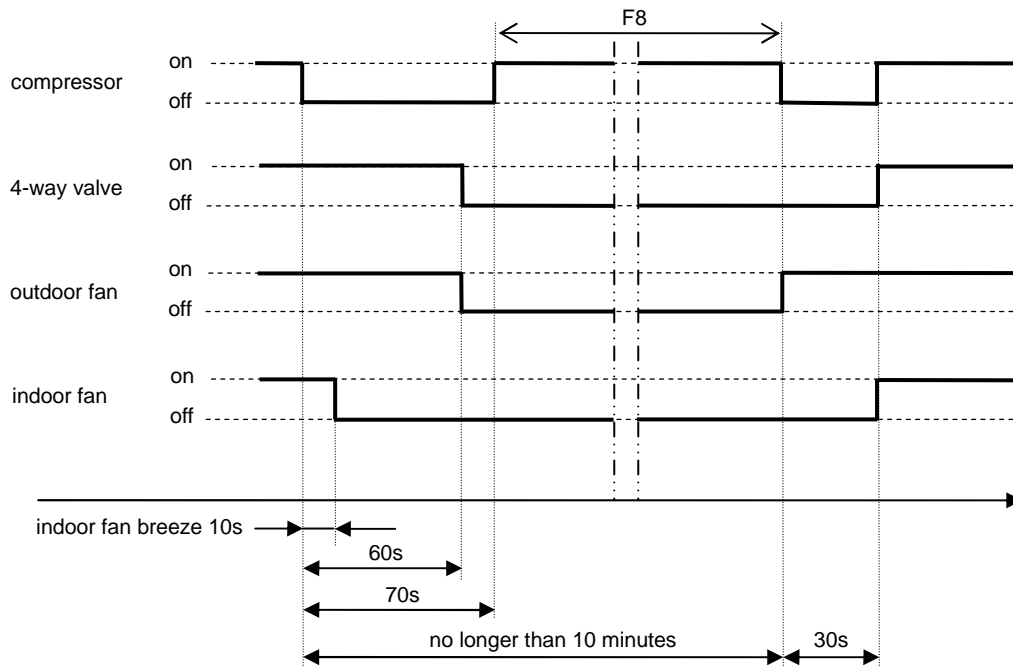 F8
on
compressor
off
on
4-way valve
off
on
outdoor fan
off
on
indoor fan
off
indoor fan breeze 10s
60s
70s
no longer than 10 minutes
30s